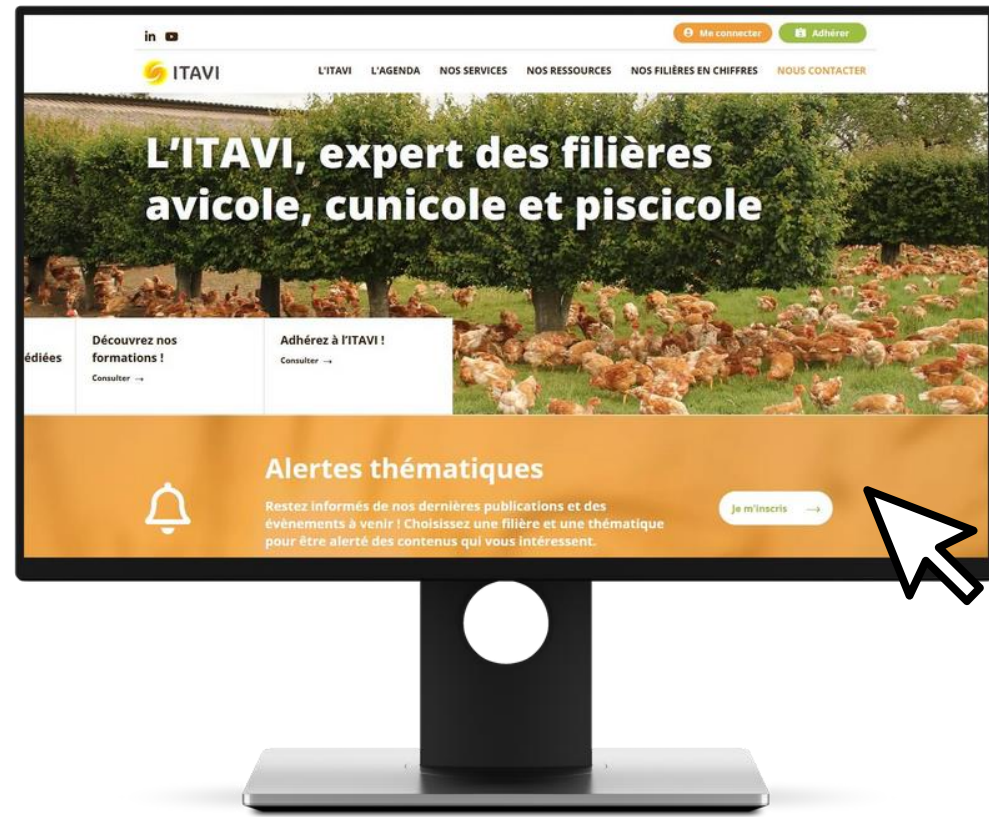 in
Me connecter
Adhérer
ITAVI
L'ITAVI L'AGENDA NOS SERVICES NOS RESSOURCES NOS FILIÈRES EN CHIFFRES NOUS CONTACTER
L'ITAVI, expert des filières
avicole, cunicole et piscicole
édiées
Découvrez nos
formations !
Consulter →
Adhérez à l'ITAVI !
Consulter →
Alertes thématiques
Restez informés de nos dernières publications et des
évènements à venir ! Choisissez une filière et une thématique
pour être alerté des contenus qui vous intéressent.
Je m'inscris →